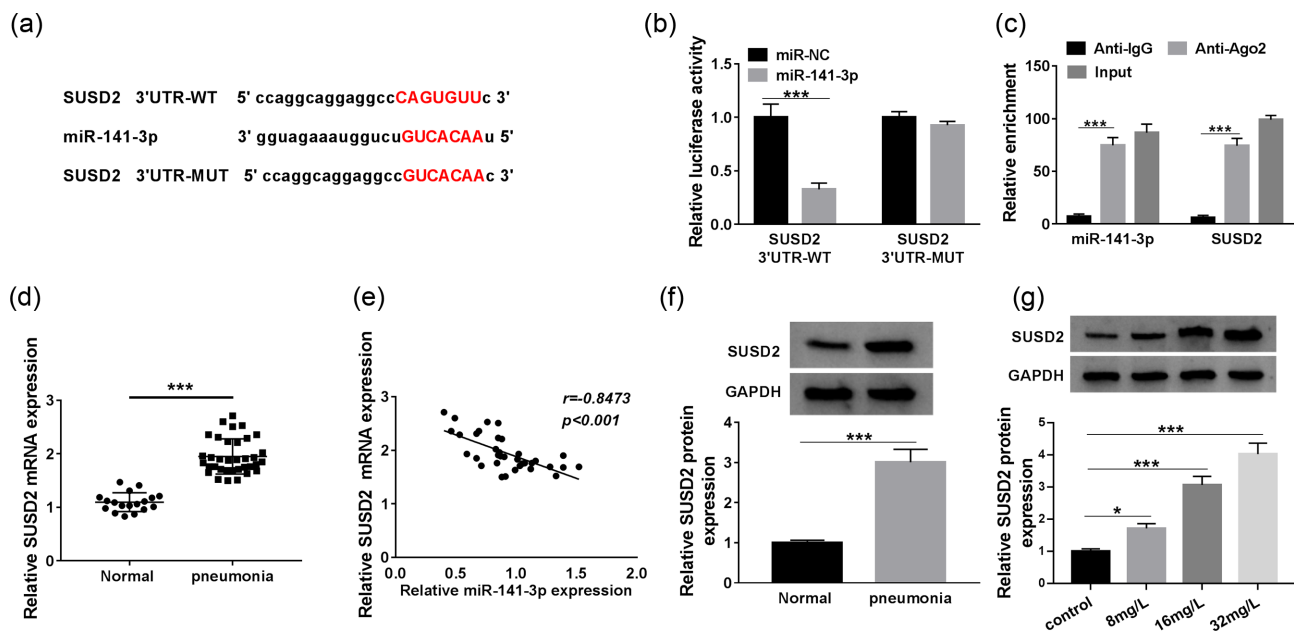 (a)
SUSD2 3'UTR-WT 5' ccaggcaggaggccCAGUGUUc 3'
miR-141-3p 3' gguagaaauggucuGUCACAAu 5'
SUSD2 3'UTR-MUT 5' ccaggcaggaggccGUCACAAc 3'
(b)
miR-NC
miR-141-3p
Relative luciferase activity
1.5
1.0
0.5
0.0
***
SUSD2
3'UTR-WT
SUSD2
3'UTR-MUT
(c)
Anti-IgG
Anti-Ago2
Input
Relative enrichment
150
100
50
0
***
***
miR-141-3p
SUSD2
(d)
Relative SUSD2 mRNA expression
3
2
1
0
***
Normal
pneumonia
(e)
Relative SUSD2 mRNA expression
4
3
2
1
0
r=-0.8473
p<0.001
0.0
0.5
1.0
1.5
2.0
Relative miR-141-3p expression
(f)
SUSD2
GAPDH
Relative SUSD2 protein
expression
4
3
2
1
0
***
Normal
pneumonia
(g)
SUSD2
GAPDH
Relative SUSD2 protein
expression
5
4
3
2
1
0
***
***
*
control
8mg/L
16mg/L
32mg/L